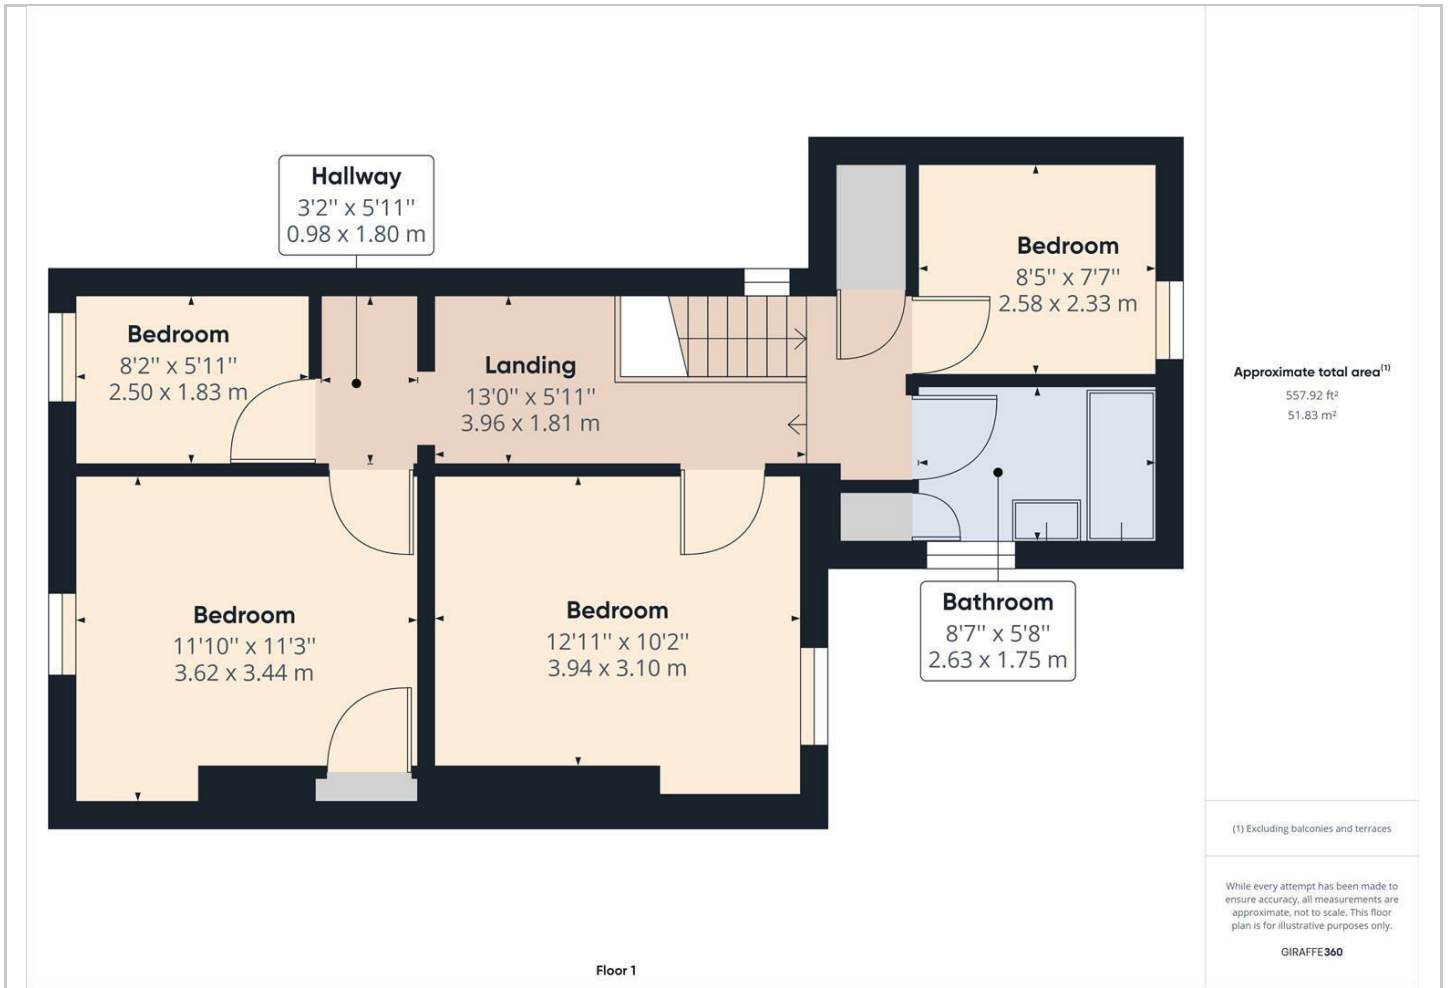 Hallway
3'2'' x 5'11''
0.98 x 1.80 m
Bedroom
8'5'' x 7'7''
2.58 x 2.33 m
Bedroom
8'2'' x 5'11''
2.50 x 1.83 m
Landing
13'0'' x 5'11''
3.96 x 1.81 m
Bedroom
11'10'' x 11'3''
3.62 x 3.44 m
Bedroom
12'11'' x 10'2''
3.94 x 3.10 m
Bathroom
8'7'' x 5'8''
2.63 x 1.75 m
Floor 1
Approximate total area(1)
557.92 ft²
51.83 m²
(1) Excluding balconies and terraces
While every attempt has been made to
ensure accuracy, all measurements are
approximate, not to scale. This floor
plan is for illustrative purposes only.
GIRAFFE360